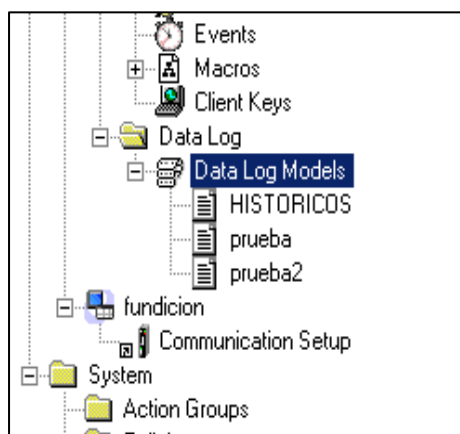 Events
Macros
Client Keys
Data Log
Data Log Models
HISTORICOS
prueba
prueba2
fundicion
Communication Setup
System
Action Groups